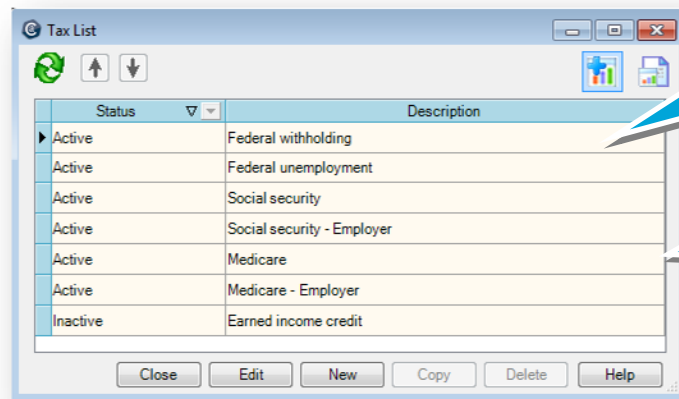 Tax List
Status Description
Active Federal withholding
Active Federal unemployment
Active Social security
Active Social security - Employer
Active Medicare
Active Medicare - Employer
Inactive Earned income credit
Close Edit New Copy Delete Help